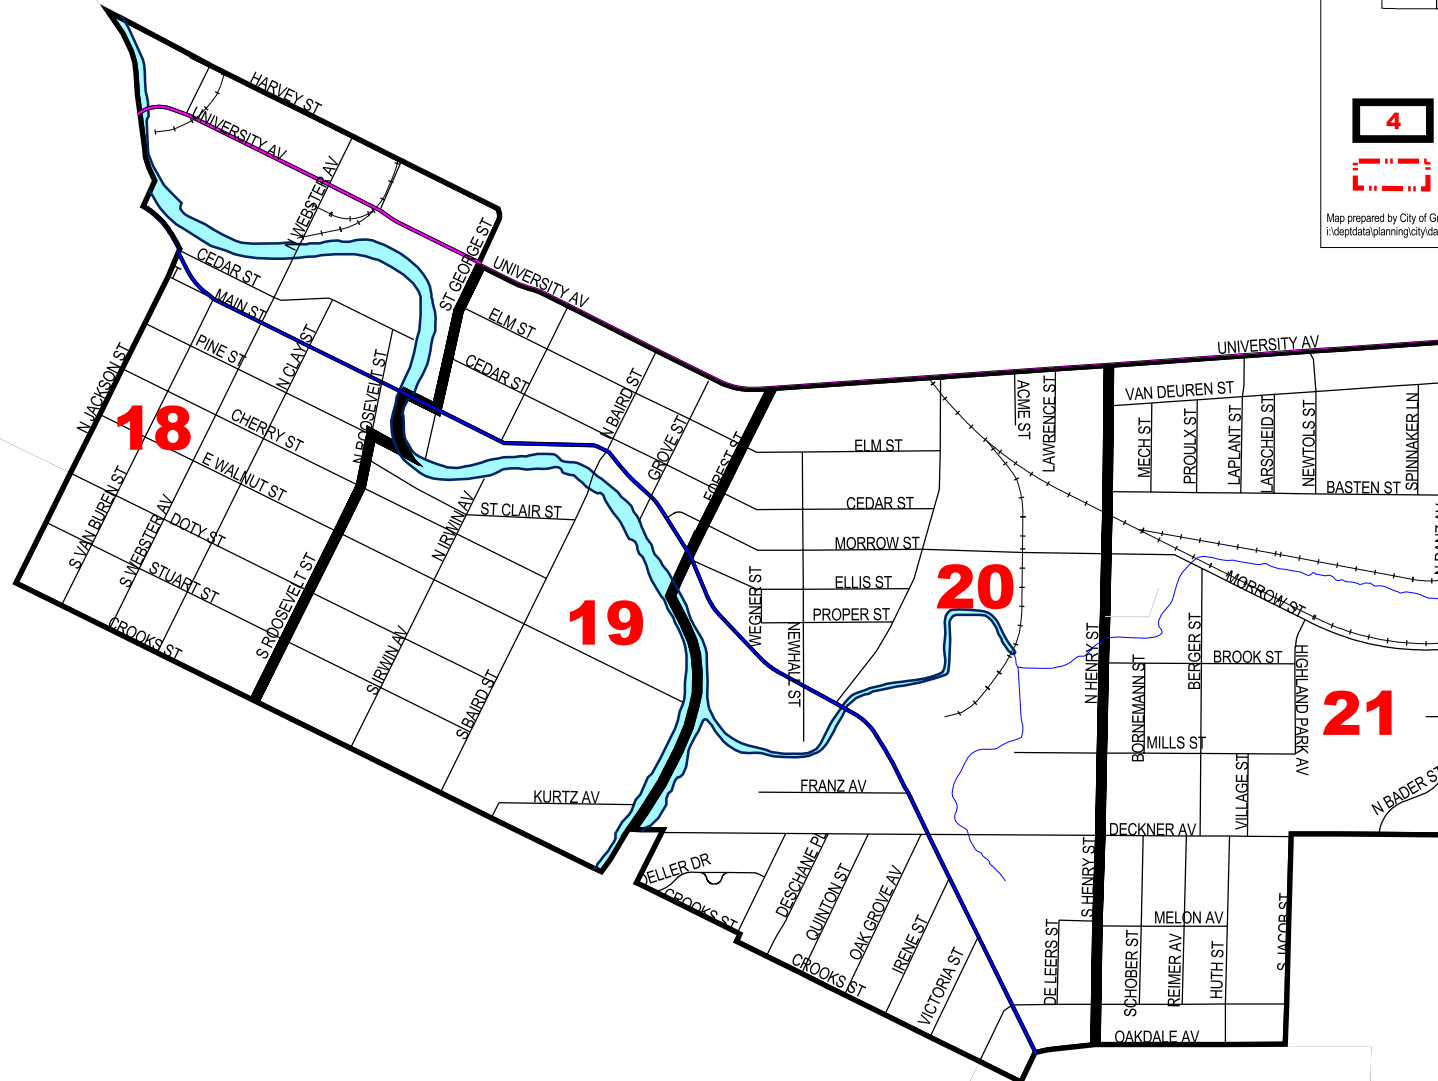 HARVEY ST
4
UNIVERSITY AV
N WEBSTER AV
Map prepared by City of
i:\deptdata\planning\city\da
ST GEORGE ST
CEDAR ST
UNIVERSITY AV
MAIN ST
ELM ST
PINE ST
N CLAY ST
UNIVERSITY AV
N JACKSON ST
N ROOSEVELT ST
CEDAR ST
N BAIRD ST
ACME ST
LAWRENCE ST
VAN DEUREN ST
MECH ST
PROULX ST
LAPLANT ST
LARSCHEID ST
NEWTOLS ST
SPINNAKER LN
18
CHERRY ST
GROVE ST
FOREST ST
ELM ST
E WALNUT ST
BASTEN ST
S VAN BUREN ST
S WEBSTER AV
DOTY ST
N IRWIN AV
ST CLAIR ST
CEDAR ST
MORROW ST
STUART ST
S ROOSEVELT ST
19
WEGNER ST
ELLIS ST
20
MORROW ST
PROPER ST
CROOKS ST
S IRWIN AV
NEWHALL ST
N HENRY ST
BERGER ST
BROOK ST
HIGHLAND PARK AV
S BAIRD ST
BORNEMANN ST
21
MILLS ST
KURTZ AV
FRANZ AV
VILLAGE ST
N BADER ST
DECKNER AV
DELLER DR
DESCHANE PL
QUINTON ST
OAK GROVE AV
S HENRY ST
CROOKS ST
IRENE ST
MELON AV
S JACOB ST
CROOKS ST
VICTORIA ST
DE LEERS ST
SCHOBER ST
REIMER AV
HUTH ST
OAKDALE AV